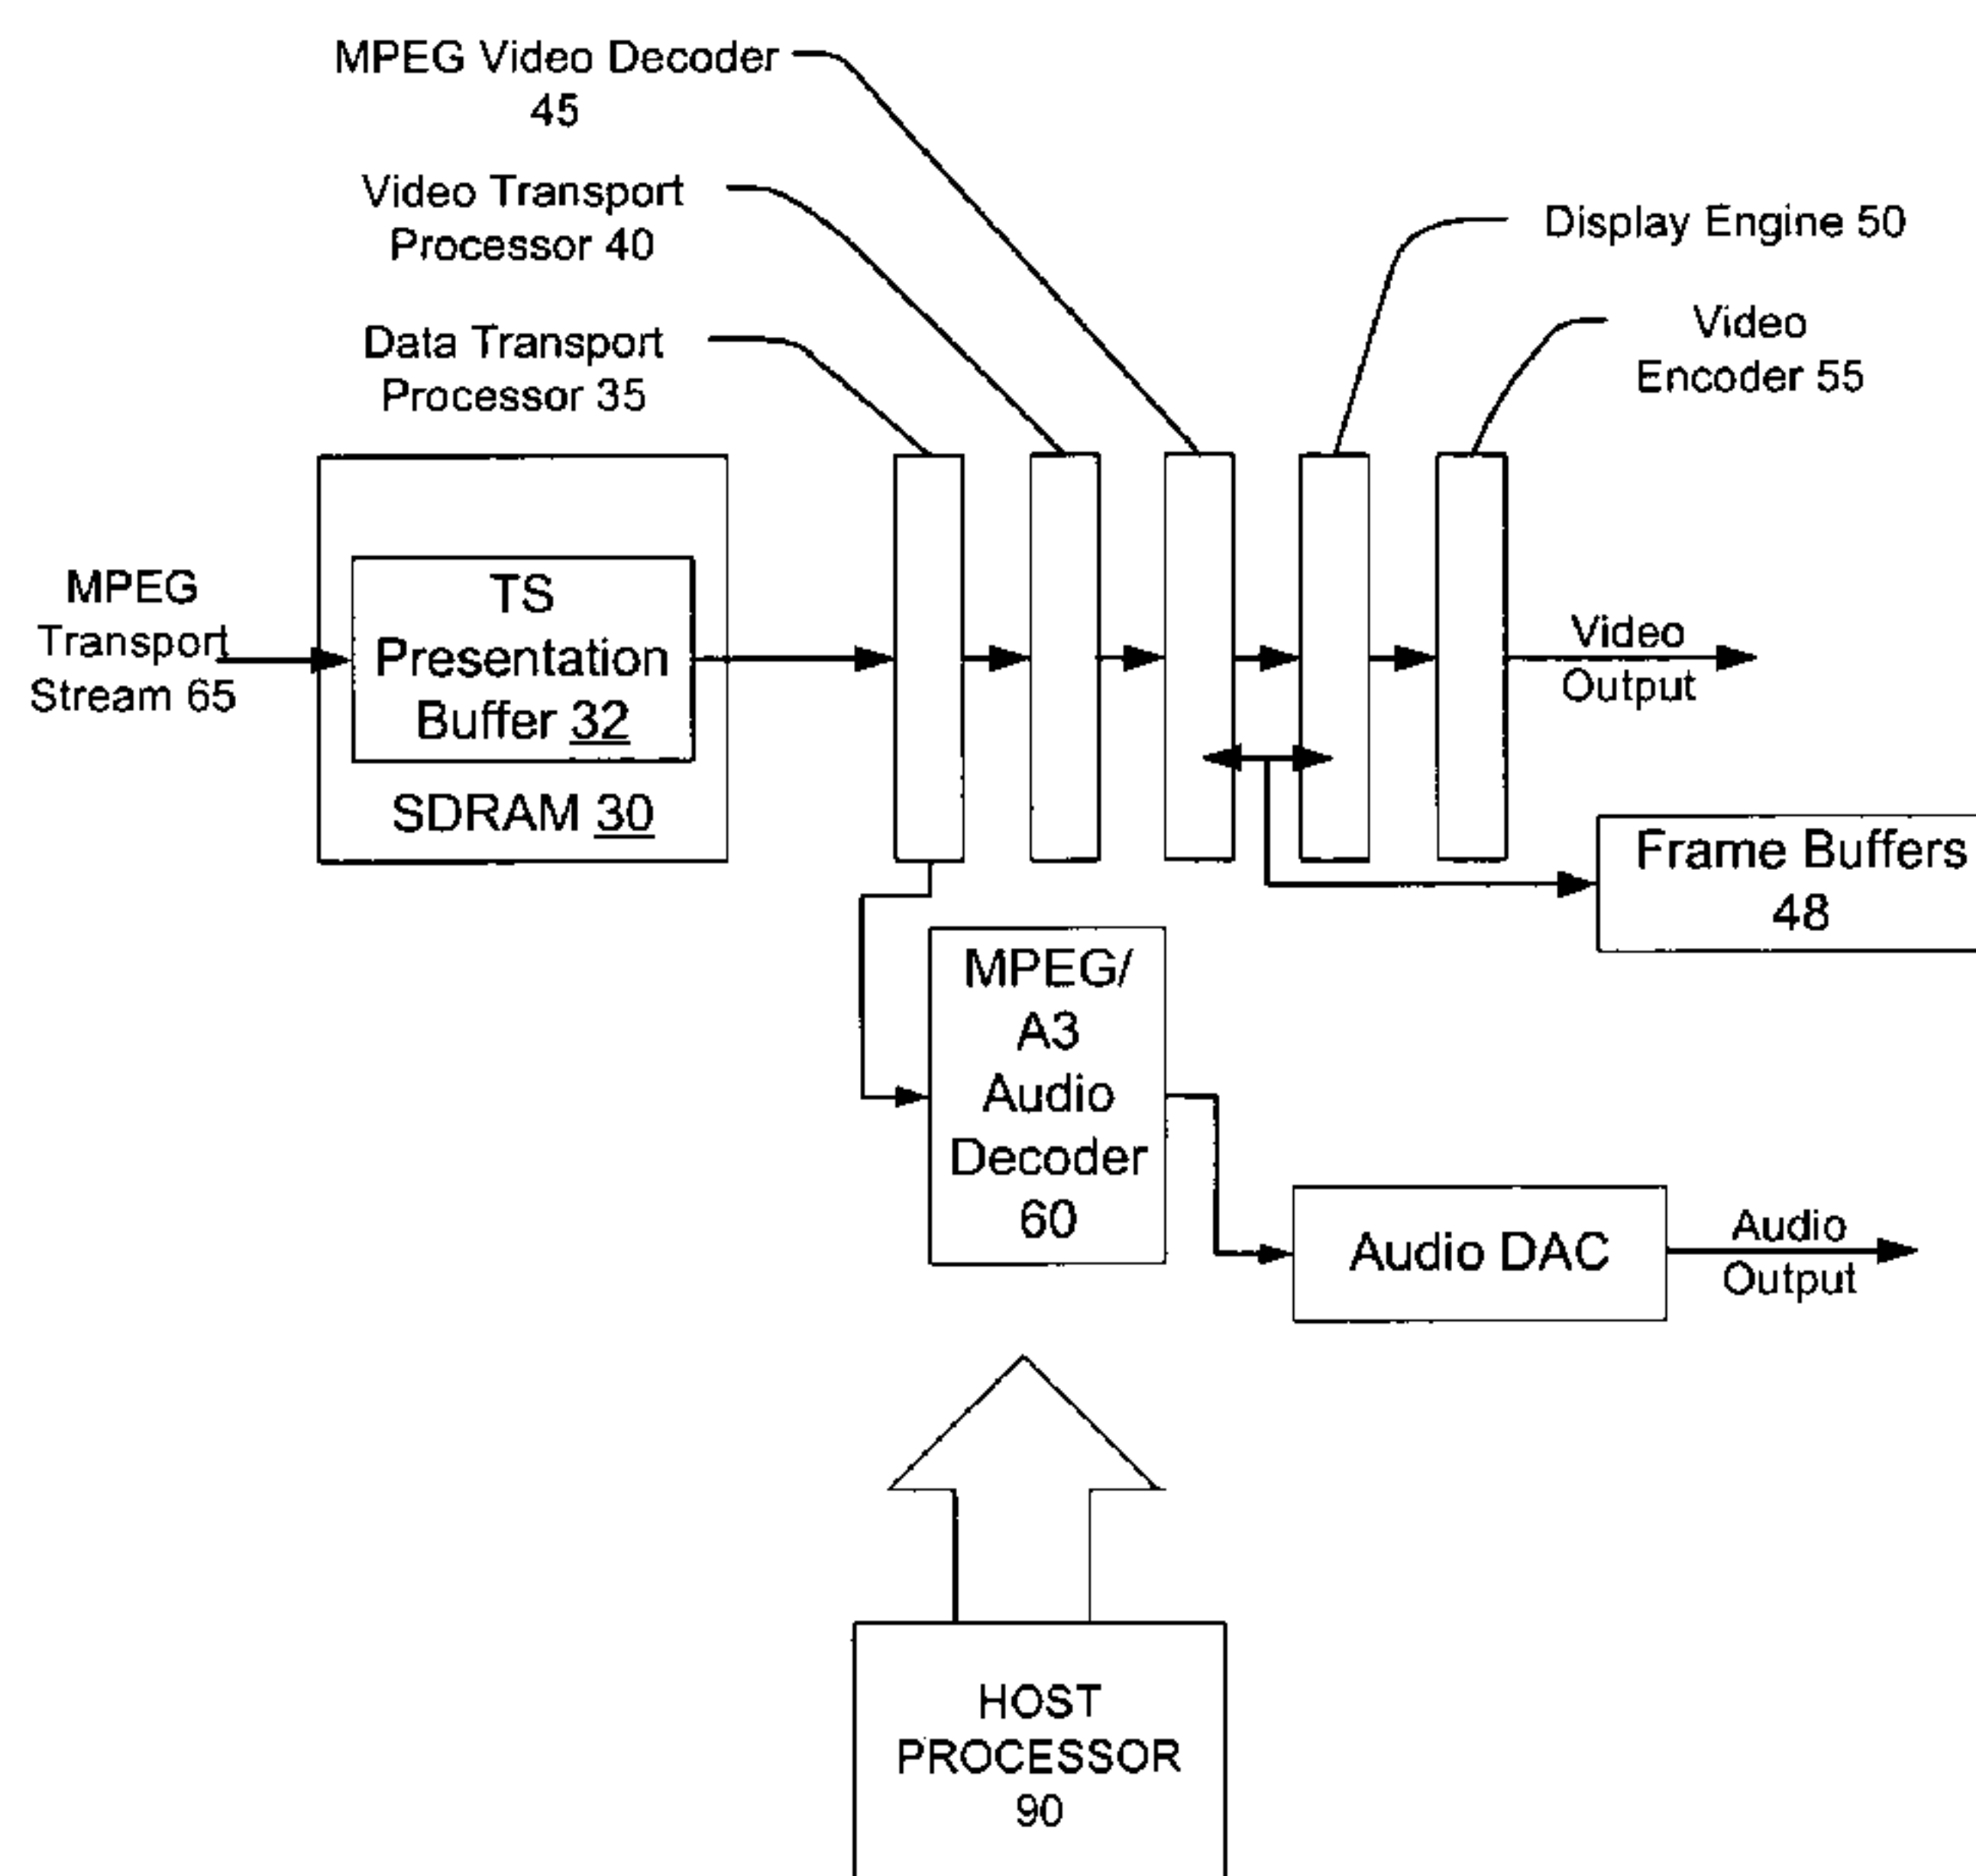 MPEG Video Decoder
45
Video Transport
Processor 40
Data Transport
Processor 35
Display Engine 50
Video
Encoder 55
MPEG
Transport
Stream 65
TS
Presentation
Buffer 32
SDRAM 30
Video
Output
Frame Buffers
48
MPEG/
A3
Audio
Decoder
60
Audio DAC
Audio
Output
HOST
PROCESSOR
90